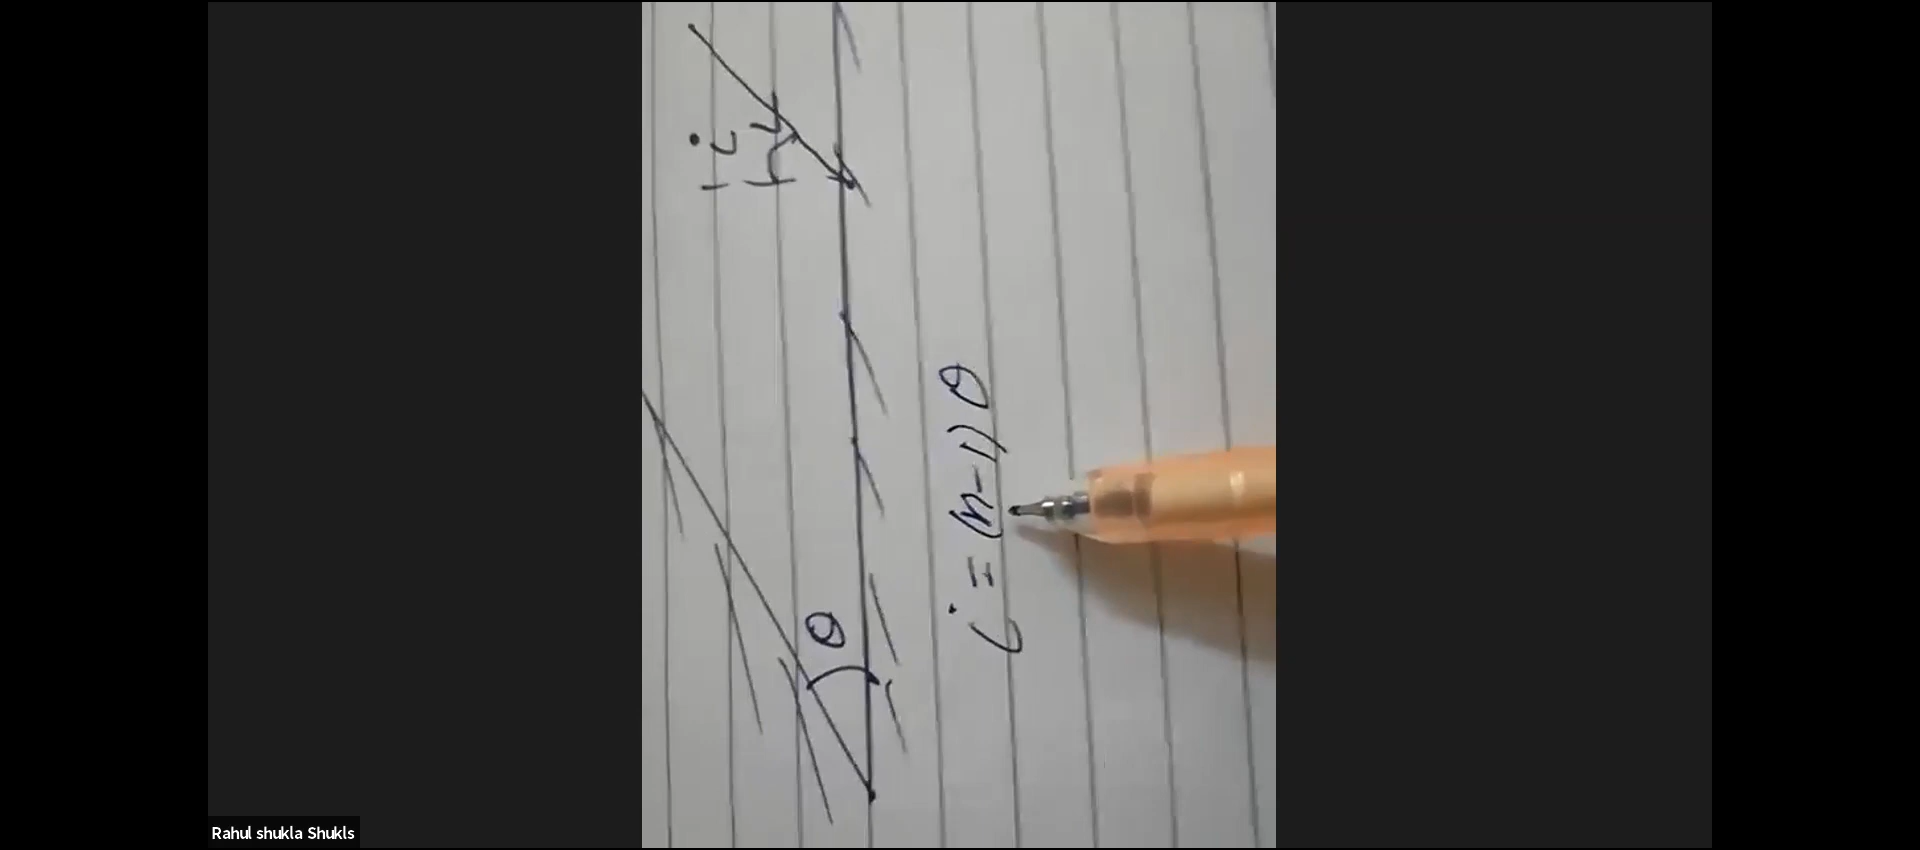 i
θ
i = (n-1) θ
Rahul shukla Shukls